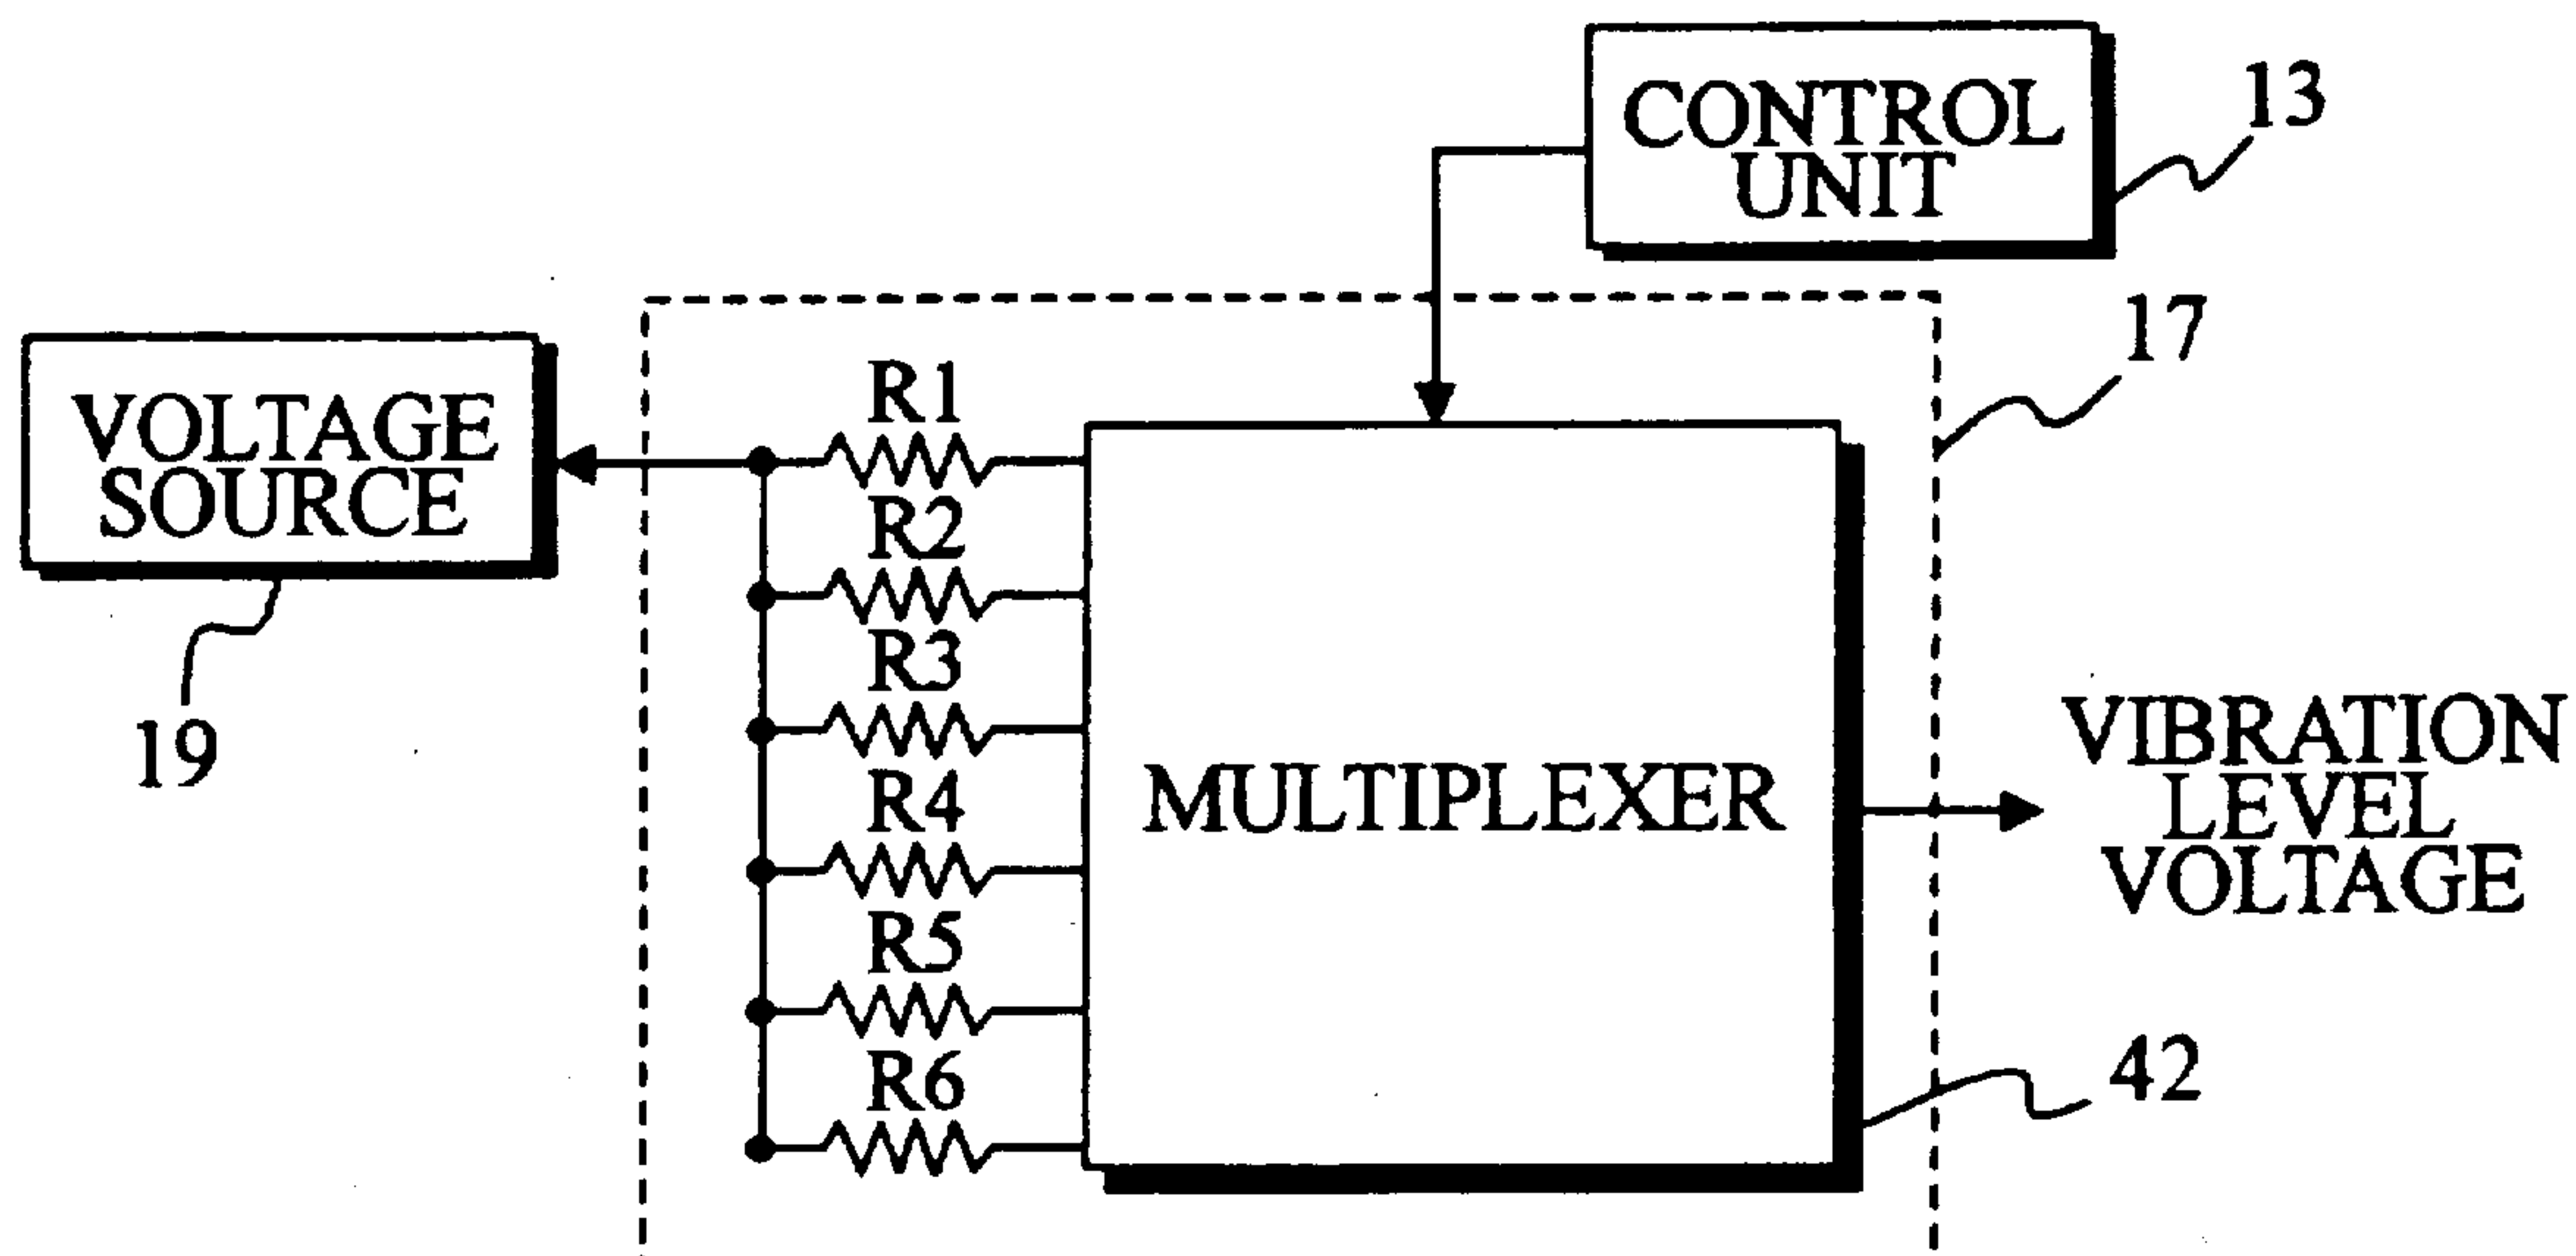 CONTROL
UNIT
13
17
VOLTAGE
SOURCE
19
R1
R2
R3
R4
R5
R6
MULTIPLEXER
VIBRATION
LEVEL
VOLTAGE
42